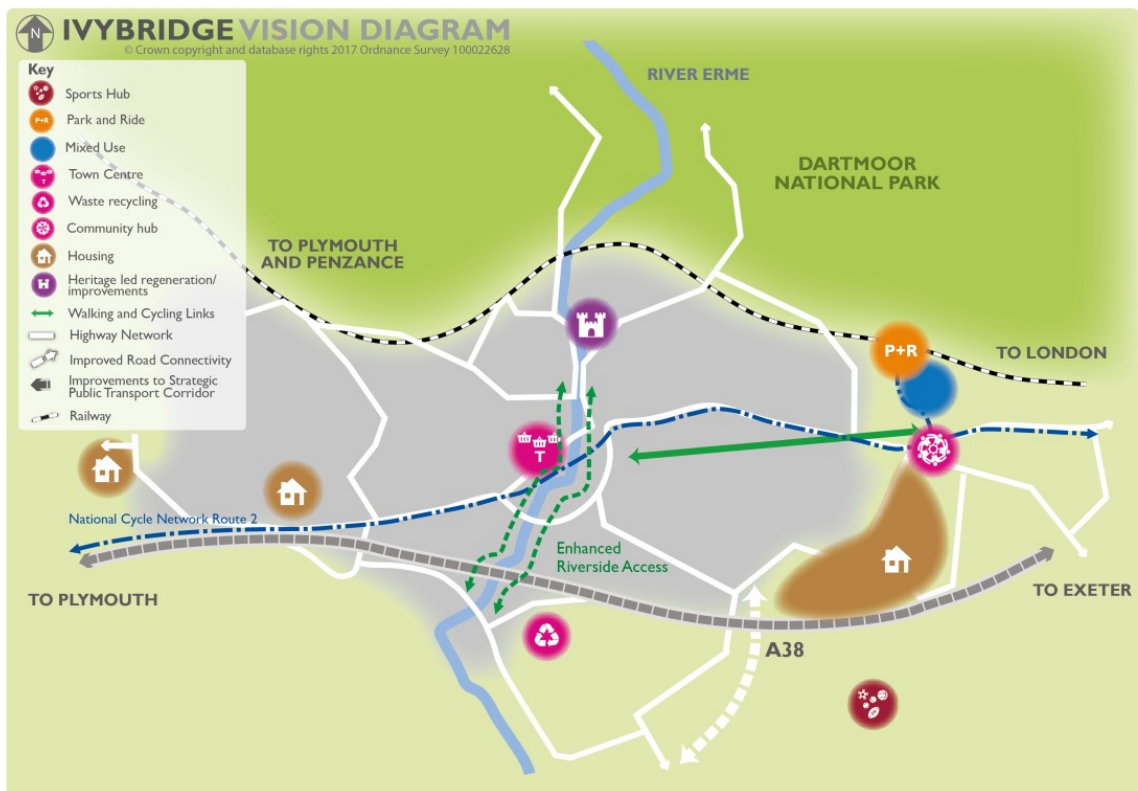 N
IVYBRIDGE VISION DIAGRAM
© Crown copyright and database rights 2017 Ordnance Survey 100022628
Key
Sports Hub
P+R
Park and Ride
Mixed Use
T
Town Centre
Waste recycling
Community hub
Housing
Heritage led regeneration/
improvements
Walking and Cycling Links
Highway Network
Improved Road Connectivity
Improvements to Strategic
Public Transport Corridor
Railway
RIVER ERME
DARTMOOR
NATIONAL PARK
TO PLYMOUTH
AND PENZANCE
P+R
TO LONDON
T
National Cycle Network Route 2
Enhanced
Riverside Access
TO PLYMOUTH
TO EXETER
A38